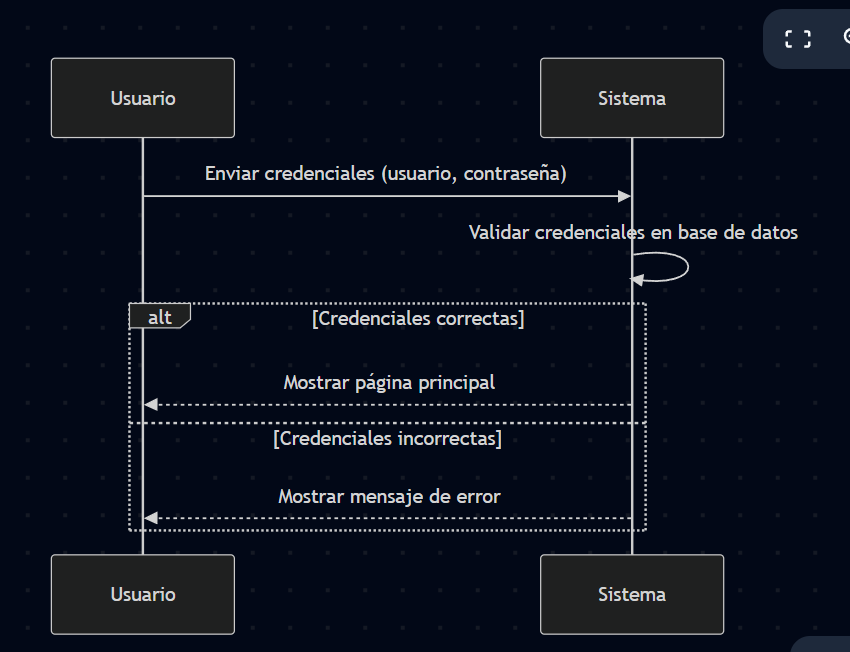 Usuario
Sistema
Enviar credenciales (usuario, contraseña)
Validar credenciales en base de datos
alt
[Credenciales correctas]
Mostrar página principal
[Credenciales incorrectas]
Mostrar mensaje de error
Usuario
Sistema